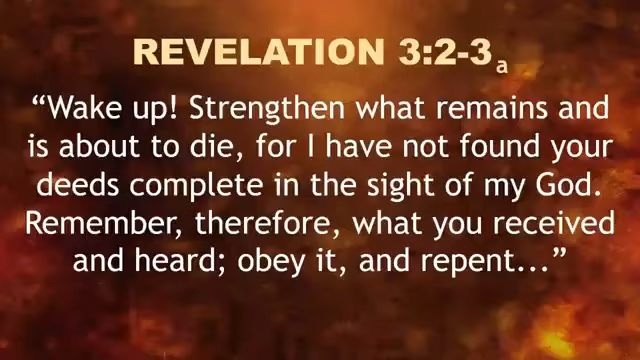 REVELATION 3:2-3a
“Wake up! Strengthen what remains and
is about to die, for I have not found your
deeds complete in the sight of my God.
Remember, therefore, what you received
and heard; obey it, and repent...”